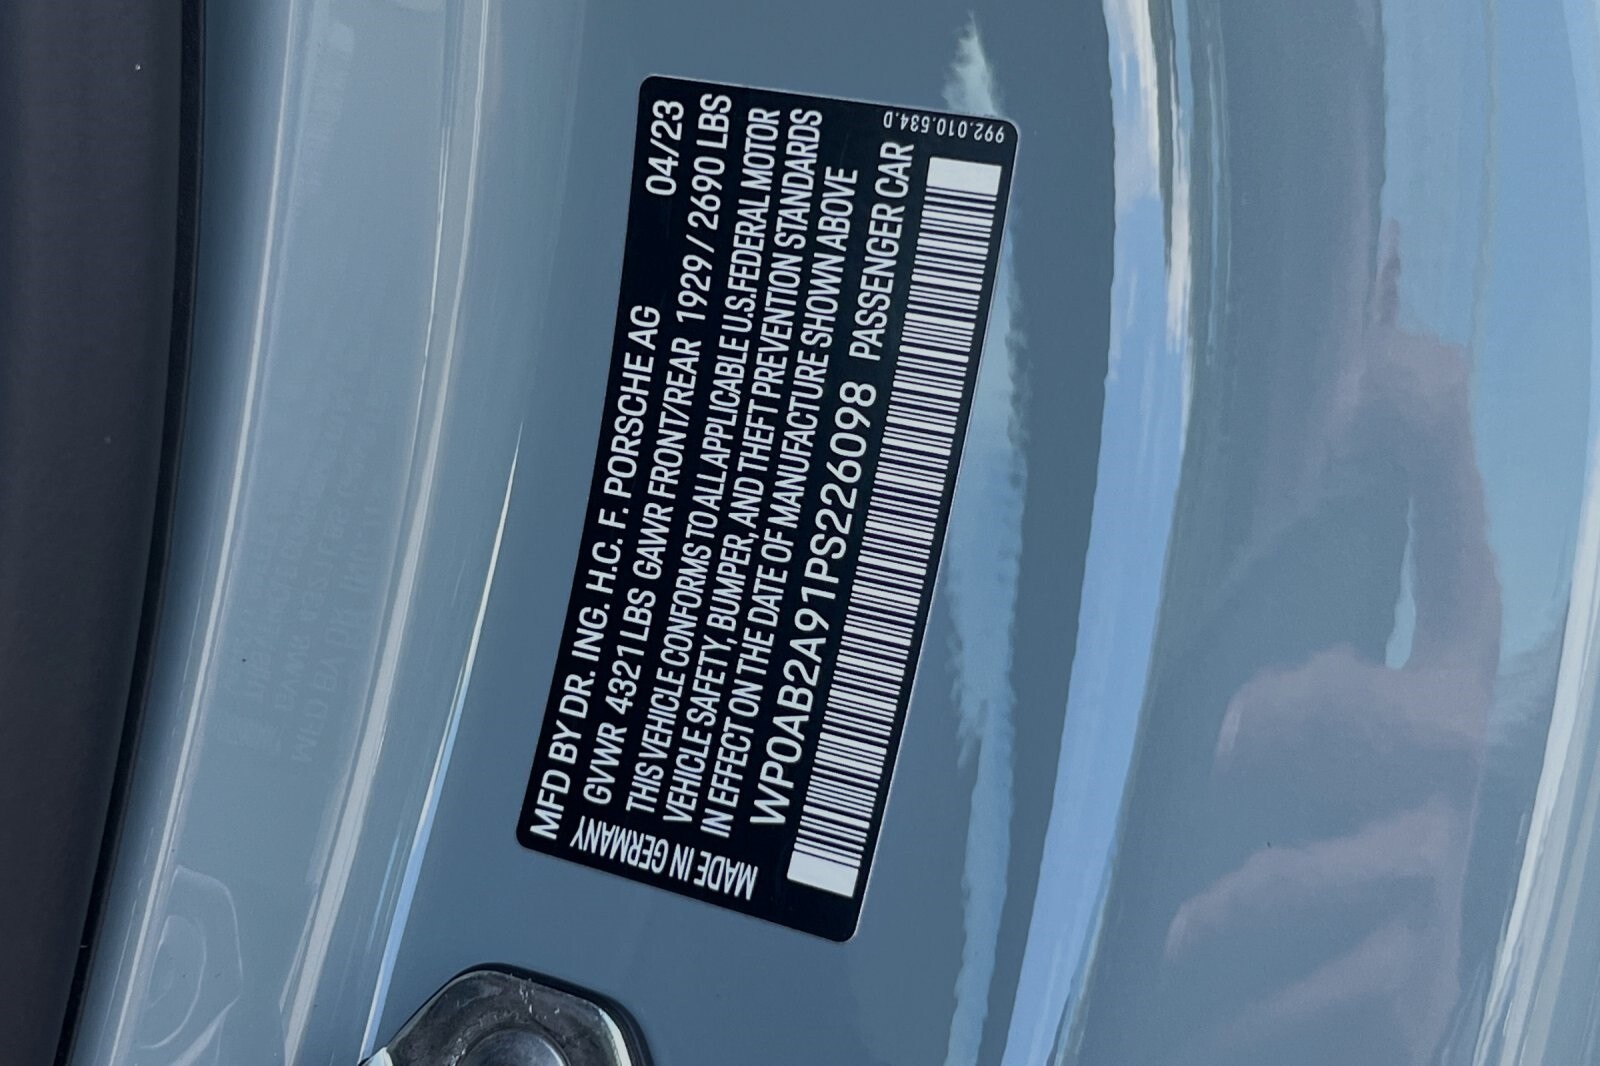 MFD BY DR. ING. H.C. F. PORSCHE AG 04/23
GVWR 4321 LBS GAWR FRONT/REAR 1929 / 2690 LBS
THIS VEHICLE CONFORMS TO ALL APPLICABLE U.S.FEDERAL MOTOR
VEHICLE SAFETY, BUMPER, AND THEFT PREVENTION STANDARDS
IN EFFECT ON THE DATE OF MANUFACTURE SHOWN ABOVE
WP0AB2A91PS226098 PASSENGER CAR
MADE IN GERMANY
992.010.534.D